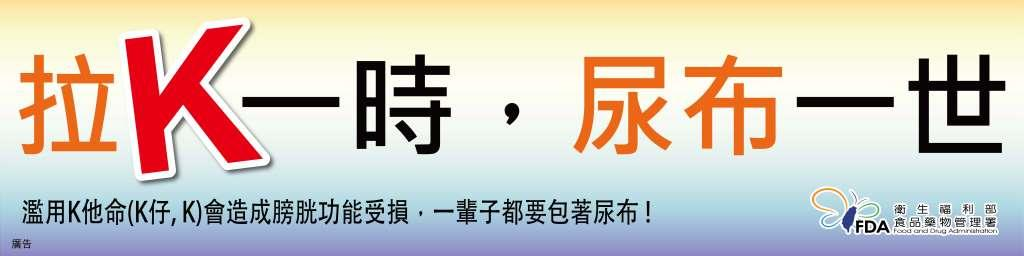 拉K一時，尿布一世
濫用K他命(K仔, K)會造成膀胱功能受損，一輩子都要包著尿布！
廣告
FDA
衛生福利部
食品藥物管理署
Food and Drug Administration